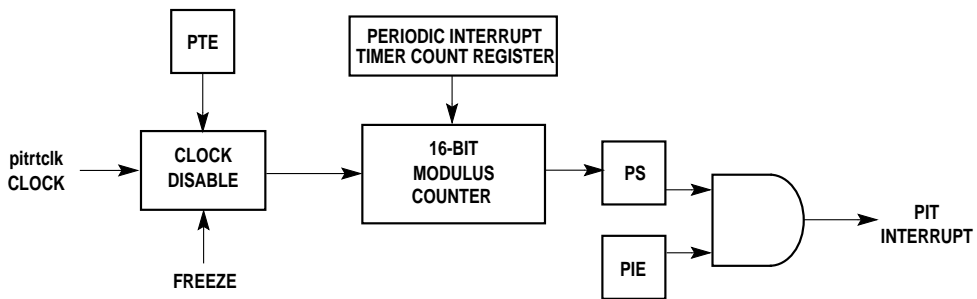 PTE
PERIODIC INTERRUPT
TIMER COUNT REGISTER
pitrtclk
CLOCK
CLOCK
DISABLE
16-BIT
MODULUS
COUNTER
PS
PIE
PIT
INTERRUPT
FREEZE